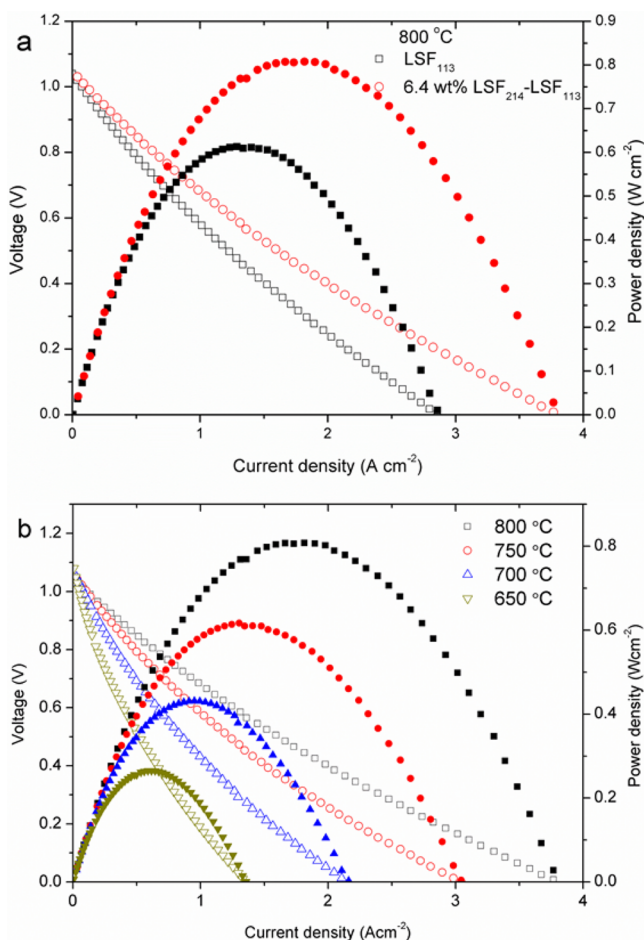 a
800 °C
LSF113
6.4 wt% LSF214-LSF113
Voltage (V)
1.2
1.0
0.8
0.6
0.4
0.2
0.0
Power density (W cm-2)
0.9
0.8
0.7
0.6
0.5
0.4
0.3
0.2
0.1
0.0
0 1 2 3 4
Current density (A cm-2)
b
800 °C
750 °C
700 °C
650 °C
Voltage (V)
1.2
1.0
0.8
0.6
0.4
0.2
0.0
Power density (Wcm-2)
0.8
0.6
0.4
0.2
0.0
0 1 2 3 4
Current density (Acm-2)